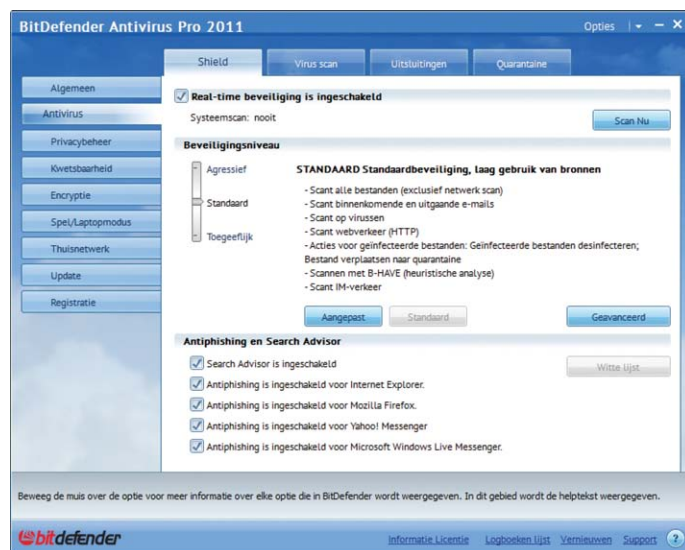 BitDefender Antivirus Pro 2011
Opties
Shield
Virus scan
Uitsluitingen
Quarantaine
Algemeen
Antivirus
Privacybeheer
Kwetsbaarheid
Encryptie
Spel/Laptopmodus
Thuisnetwerk
Update
Registratie
Real-time beveiliging is ingeschakeld
Systeemscan: nooit
Scan Nu
Beveiligingsniveau
Agressief
Standaard
Toegeeflijk
STANDAARD Standaardbeveiliging, laag gebruik van bronnen
- Scant alle bestanden (exclusief netwerk scan)
- Scant binnenkomende en uitgaande e-mails
- Scant op virussen
- Scant webverkeer (HTTP)
- Acties voor geïnfecteerde bestanden: Geïnfecteerde bestanden desinfecteren;
Bestand verplaatsen naar quarantaine
- Scannen met B-HAVE (heuristische analyse)
- Scant IM-verkeer
Aangepast
Standaard
Geavanceerd
Antiphishing en Search Advisor
Search Advisor is ingeschakeld
Witte lijst
Antiphishing is ingeschakeld voor Internet Explorer.
Antiphishing is ingeschakeld voor Mozilla Firefox.
Antiphishing is ingeschakeld voor Yahoo! Messenger
Antiphishing is ingeschakeld voor Microsoft Windows Live Messenger.
Beweeg de muis over de optie voor meer informatie over elke optie die in BitDefender wordt weergegeven. In dit gebied wordt de helptekst weergegeven.
bitdefender
Informatie Licentie
Logboeken lijst
Vernieuwen
Support
?